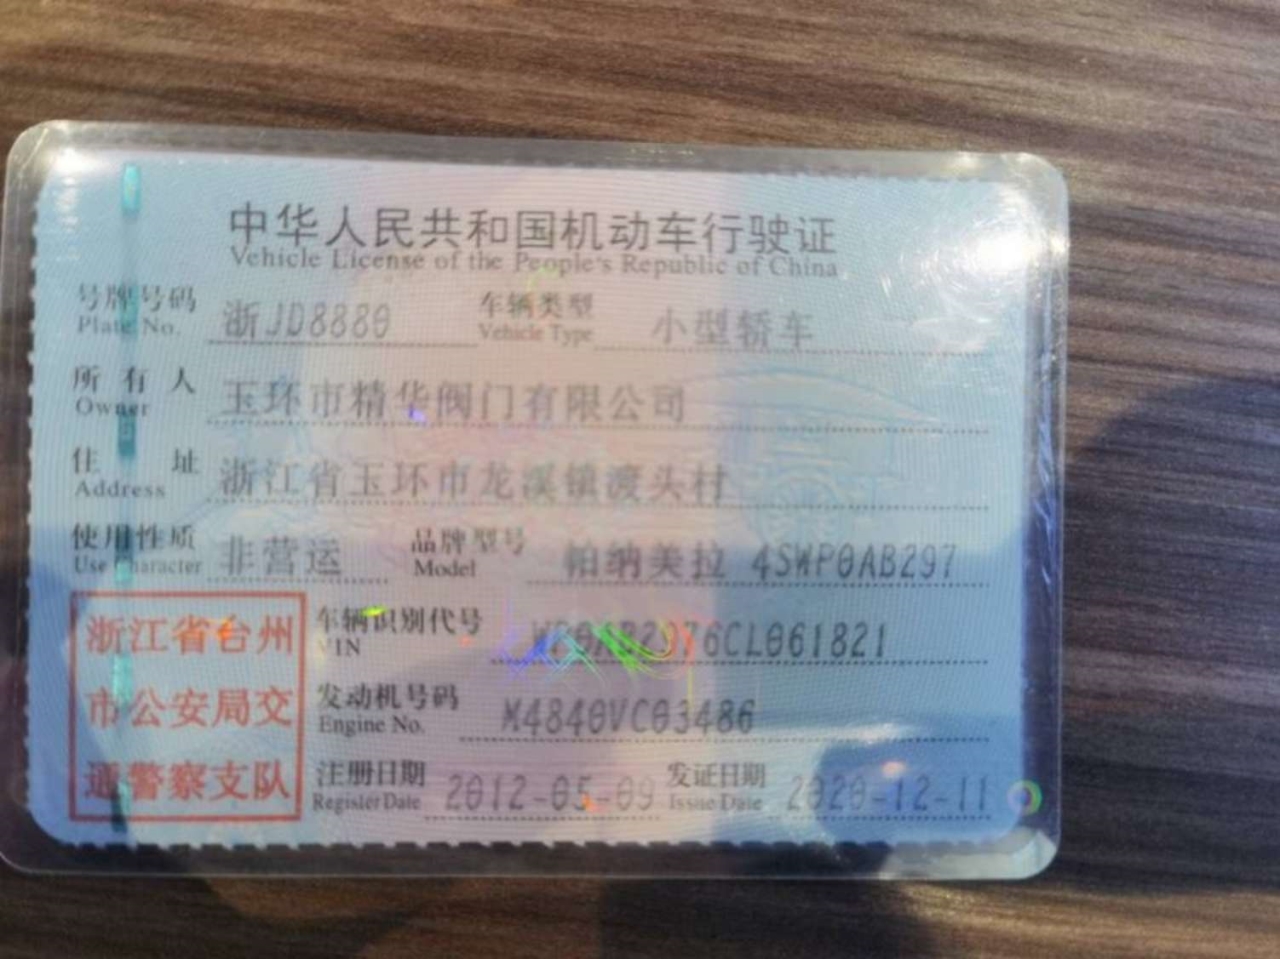 中华人民共和国机动车行驶证
Vehicle License of the People's Republic of China
号牌号码 浙JD8880 车辆类型 小型轿车
Plate No. Vehicle Type
所有人 玉环市精华阀门有限公司
Owner
住址 浙江省玉环市龙溪镇渡头村
Address
使用性质 非营运 品牌型号 帕纳美拉 4SWP0AB297
Use Character Model
浙江省台州
市公安局交
通警察支队
车辆识别代号
VIN
发动机号码 M4840VC03486
Engine No.
注册日期 2012-05-09 发证日期 2020-12-11
Register Date Issue Date